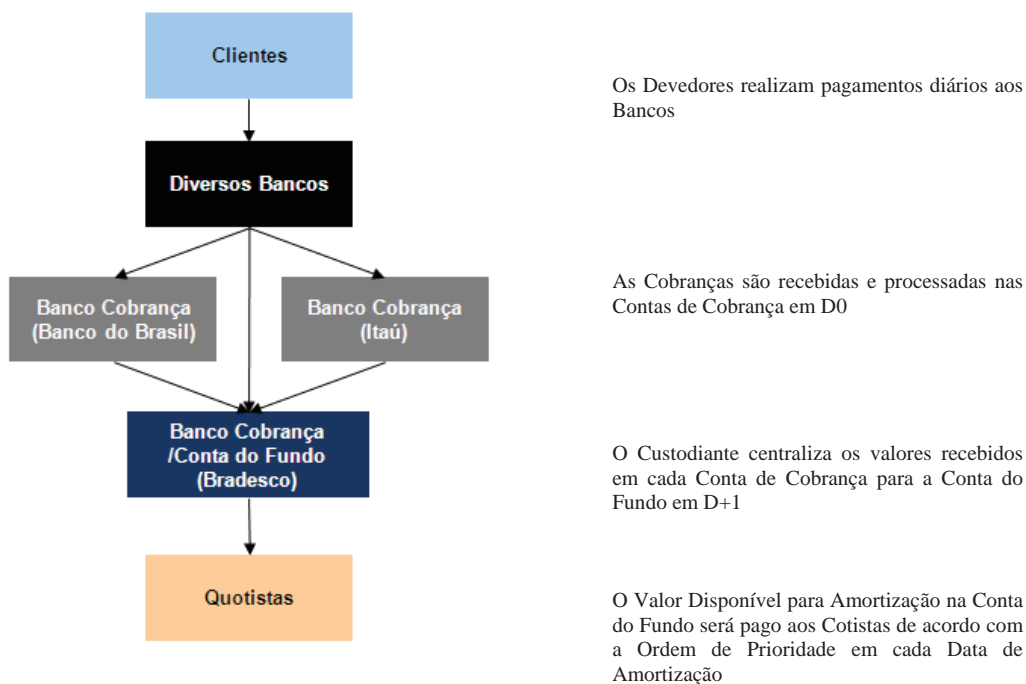 Clientes
Os Devedores realizam pagamentos diários aos
Bancos
Diversos Bancos
Banco Cobrança
(Banco do Brasil)
Banco Cobrança
(Itaú)
As Cobranças são recebidas e processadas nas
Contas de Cobrança em D0
Banco Cobrança
/Conta do Fundo
(Bradesco)
O Custodiante centraliza os valores recebidos
em cada Conta de Cobrança para a Conta do
Fundo em D+1
Quotistas
O Valor Disponível para Amortização na Conta
do Fundo será pago aos Cotistas de acordo com
a Ordem de Prioridade em cada Data de
Amortização